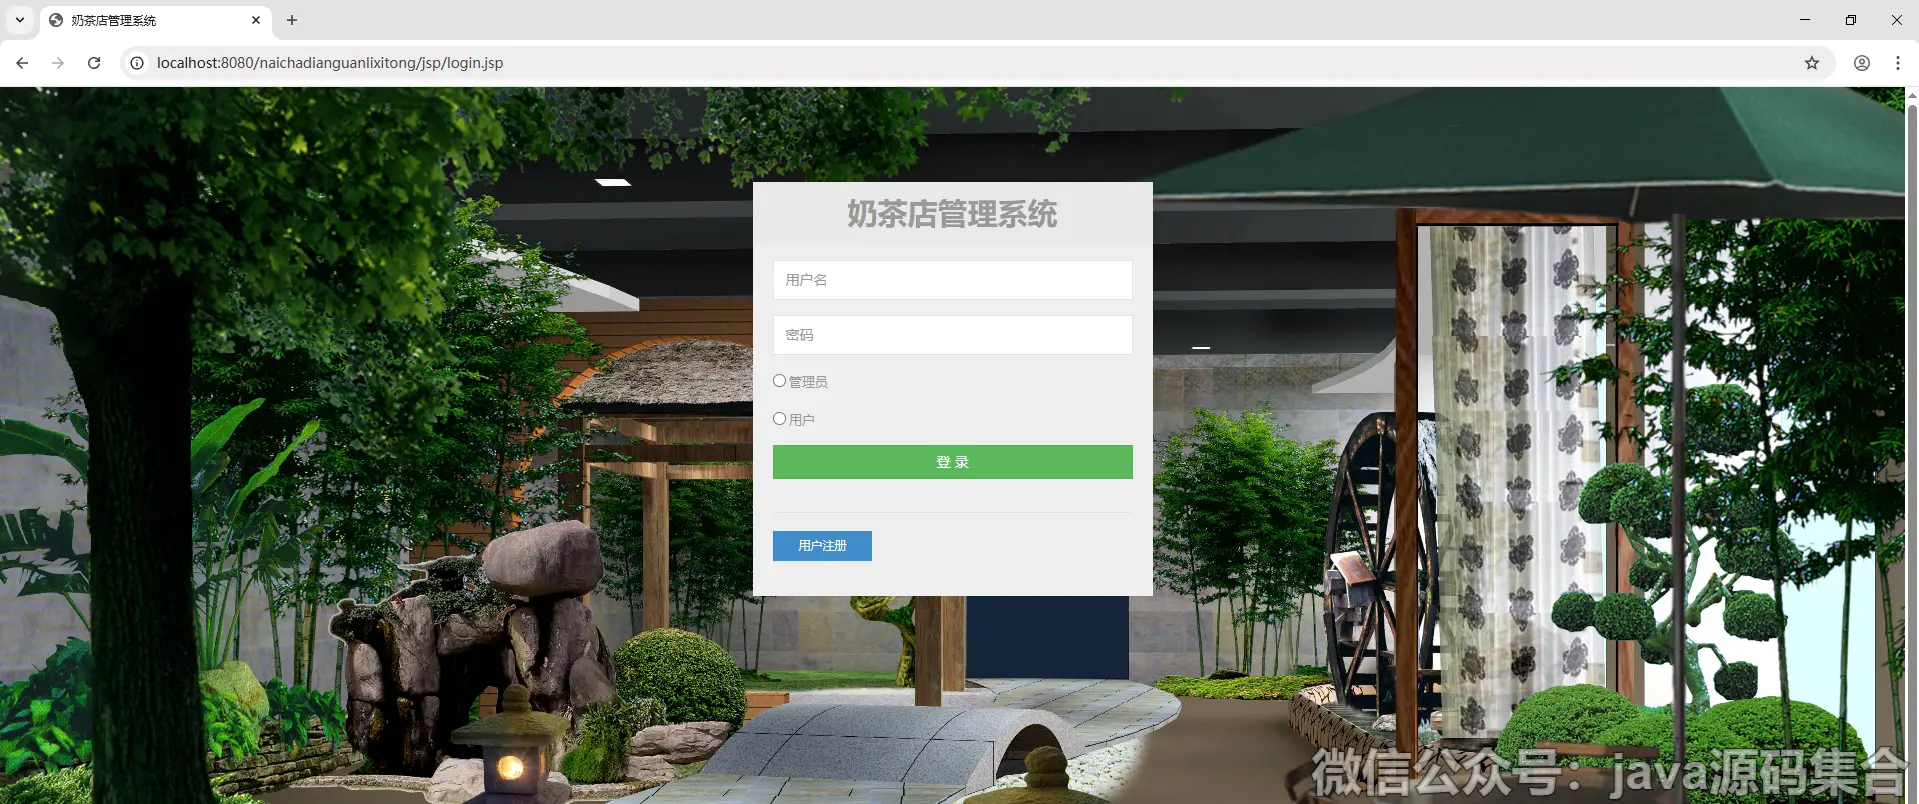 奶茶店管理系统
localhost:8080/naichadianguanlixitong/jsp/login.jsp
奶茶店管理系统
用户名
密码
管理员
用户
登 录
用户注册
微信公众号：java源码集合